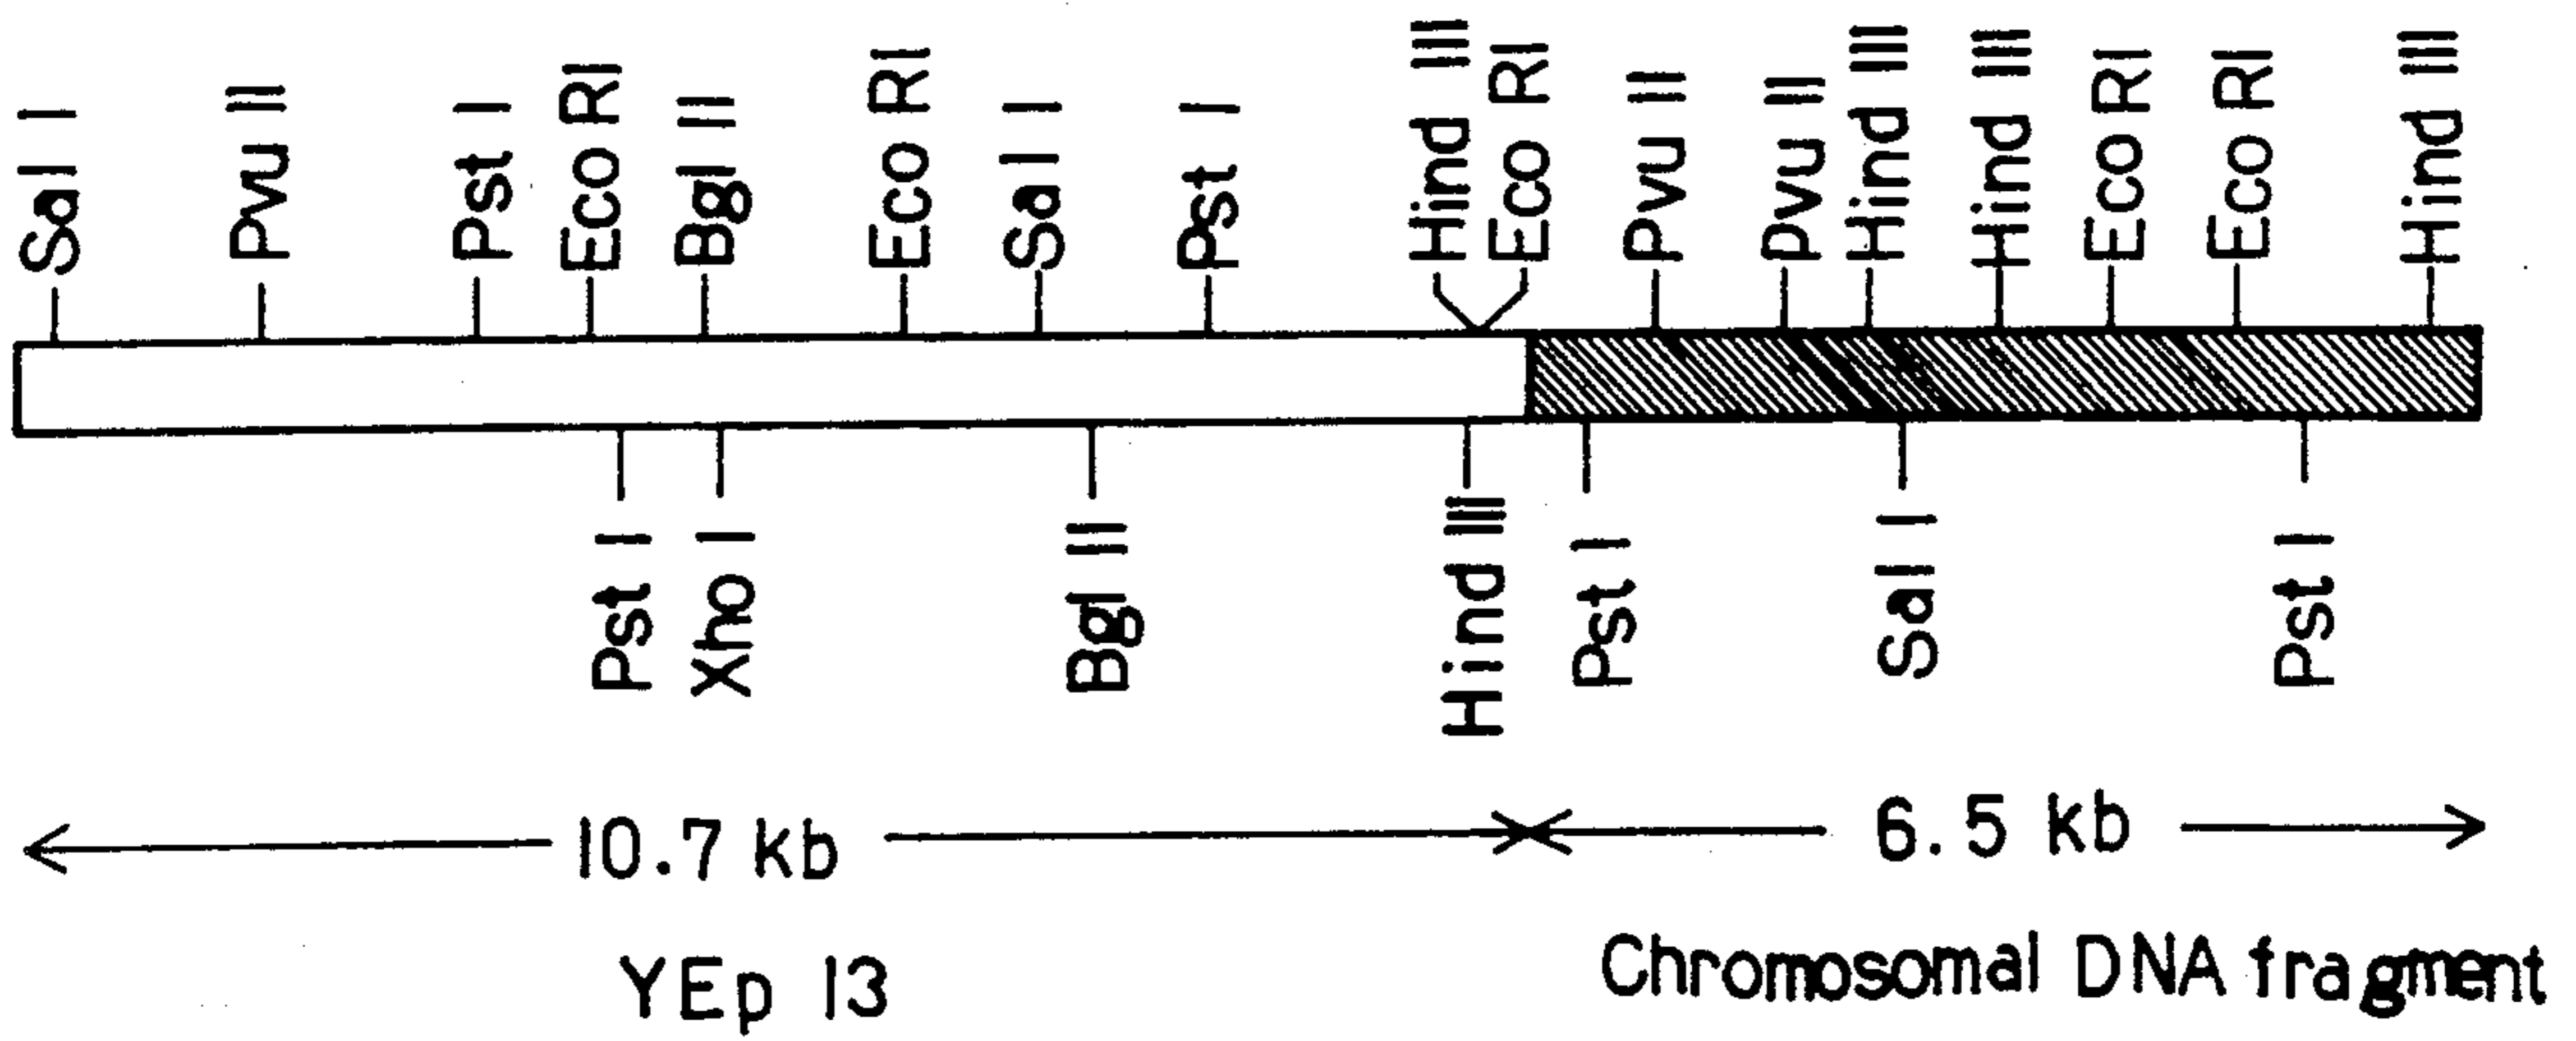 Sal I
Pvu II
Pst I
Eco RI
Bgl II
Eco RI
Sal I
Pst I
Hind III
Eco RI
Pvu II
Pvu II
Hind III
Hind III
Eco RI
Eco RI
Hind III
Pst I
Xho I
Bgl II
Hind III
Pst I
Sal I
Pst I
10.7 kb
6.5 kb
YEp 13
Chromosomal DNA fragment